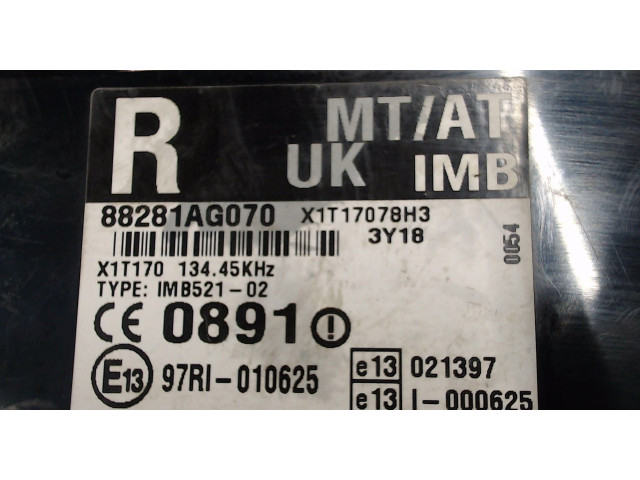 R MT/AT
UK IMB
88281AG070 X1T17078H3
3Y18
0054
X1T170 134.45KHz
TYPE: IMB521-02
CE 0891 !
E13 97RI-010625
e13 021397
e13 I-000625